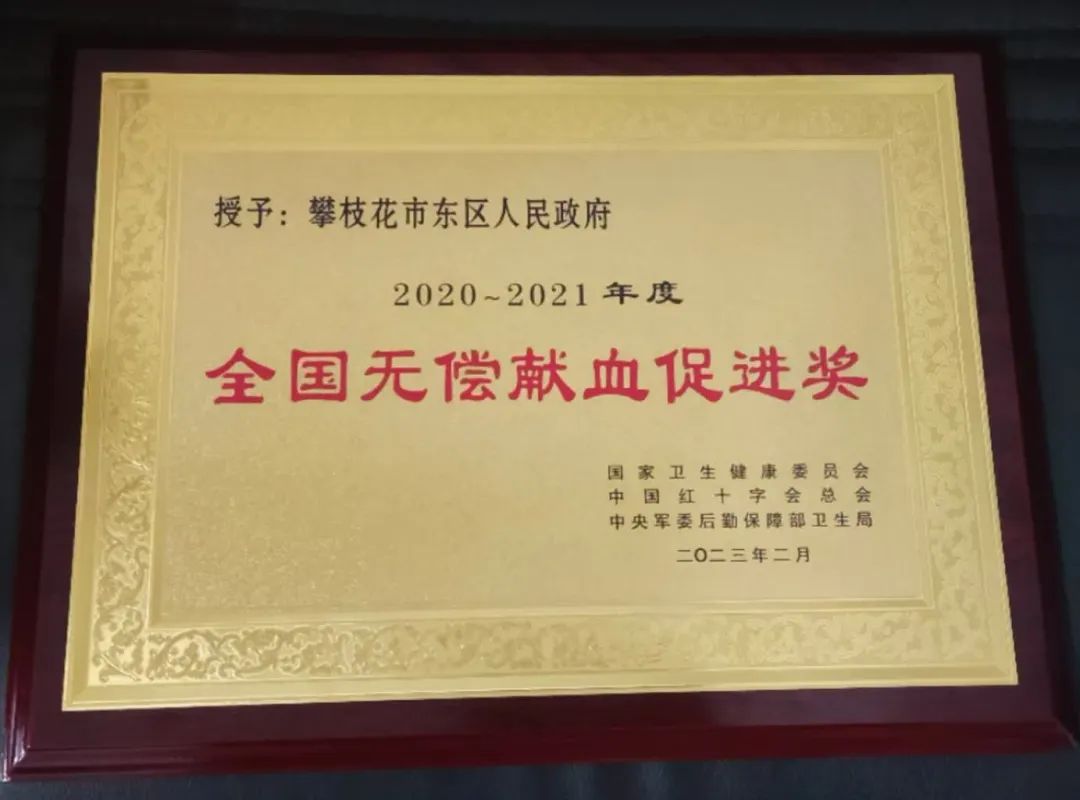 授予：攀枝花市东区人民政府
2020~2021年度
全国无偿献血促进奖
国家卫生健康委员会
中国红十字会总会
中央军委后勤保障部卫生局
二〇二三年二月